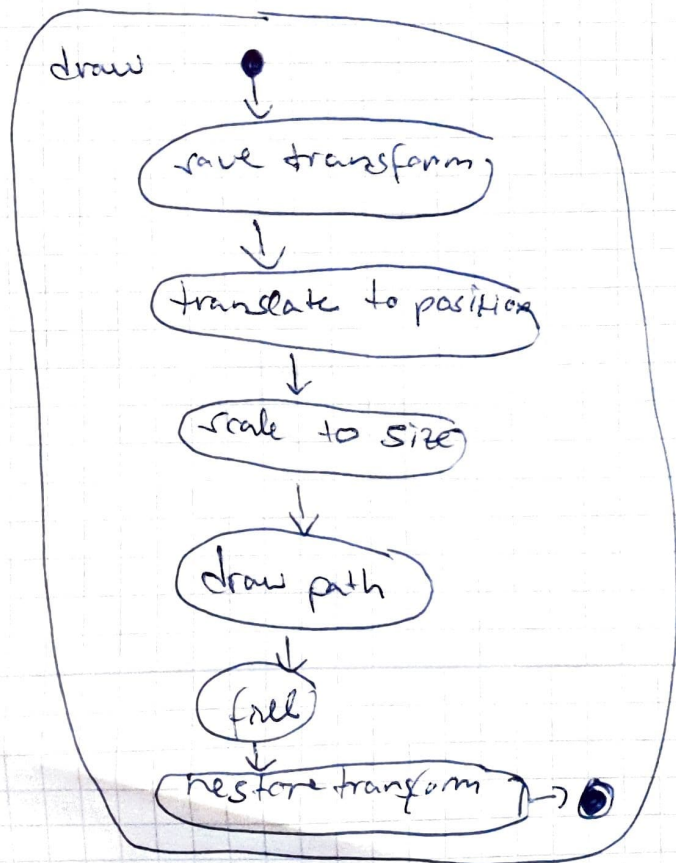 draw
save transform
translate to position
scale to size
draw path
fill
restore transform